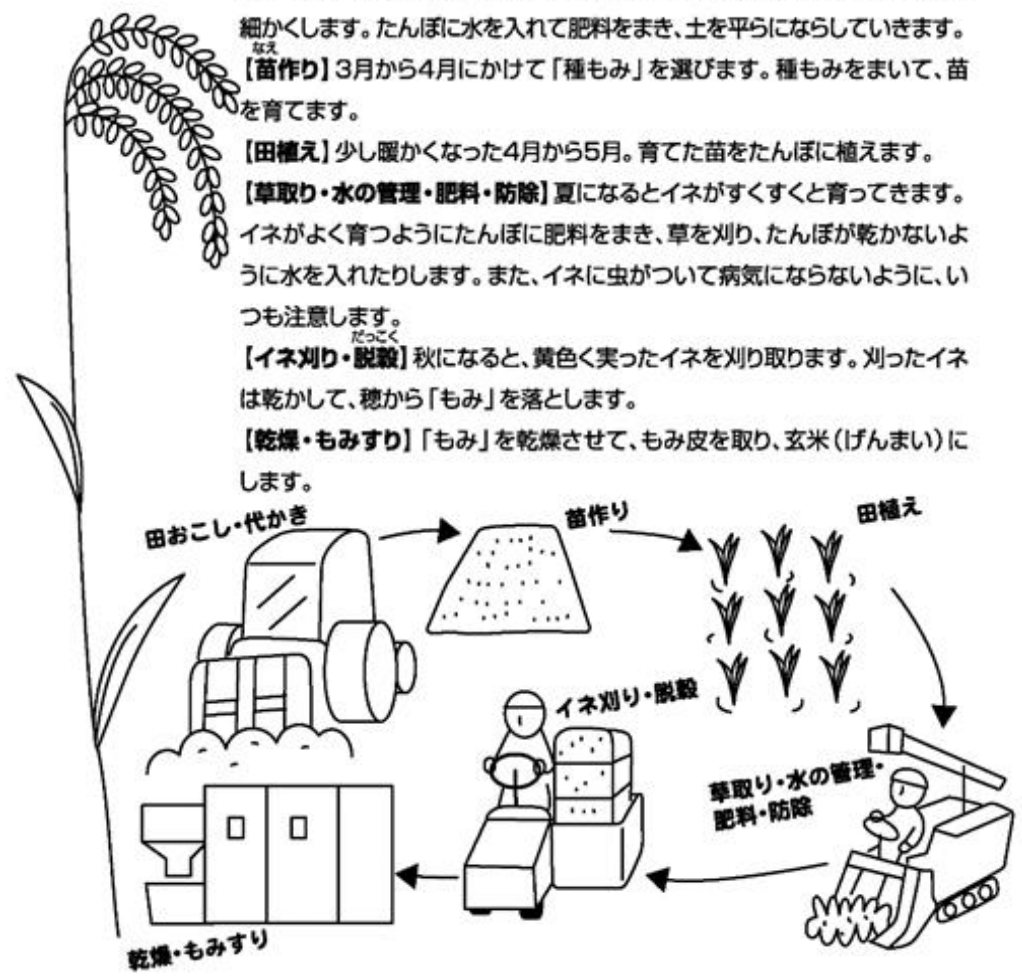 細かくします。たんぼに水を入れて肥料をまき、土を平らにならしていきます。
なえ
【苗作り】3月から4月にかけて「種もみ」を選びます。種もみをまいて、苗
を育てます。
【田植え】少し暖かくなった4月から5月。育てた苗をたんぼに植えます。
【草取り・水の管理・肥料・防除】夏になるとイネがすくすくと育ってきます。
イネがよく育つようにたんぼに肥料をまき、草を刈り、たんぼが乾かないよ
うに水を入れたりします。また、イネに虫がついて病気にならないように、い
つも注意します。
だっこく
【イネ刈り・脱穀】秋になると、黄色く実ったイネを刈り取ります。刈ったイネ
は乾かして、穂から「もみ」を落とします。
【乾燥・もみすり】「もみ」を乾燥させて、もみ皮を取り、玄米(げんまい)に
します。
田おこし・代かき
苗作り
田植え
イネ刈り・脱穀
草取り・水の管理・
肥料・防除
乾燥・もみすり